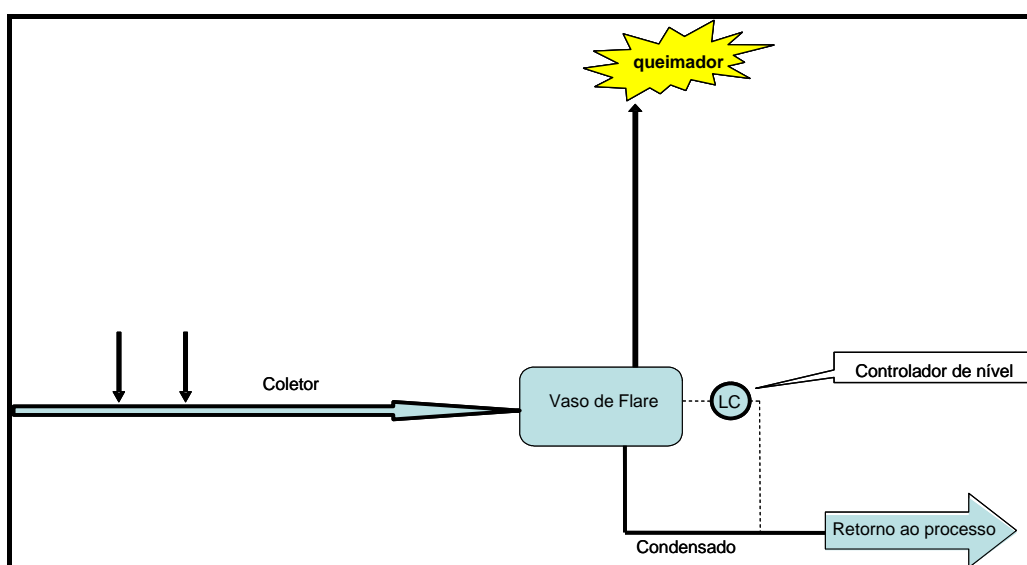 queimador
Controlador de nível
Coletor
Vaso de Flare
LC
Retorno ao processo
Condensado